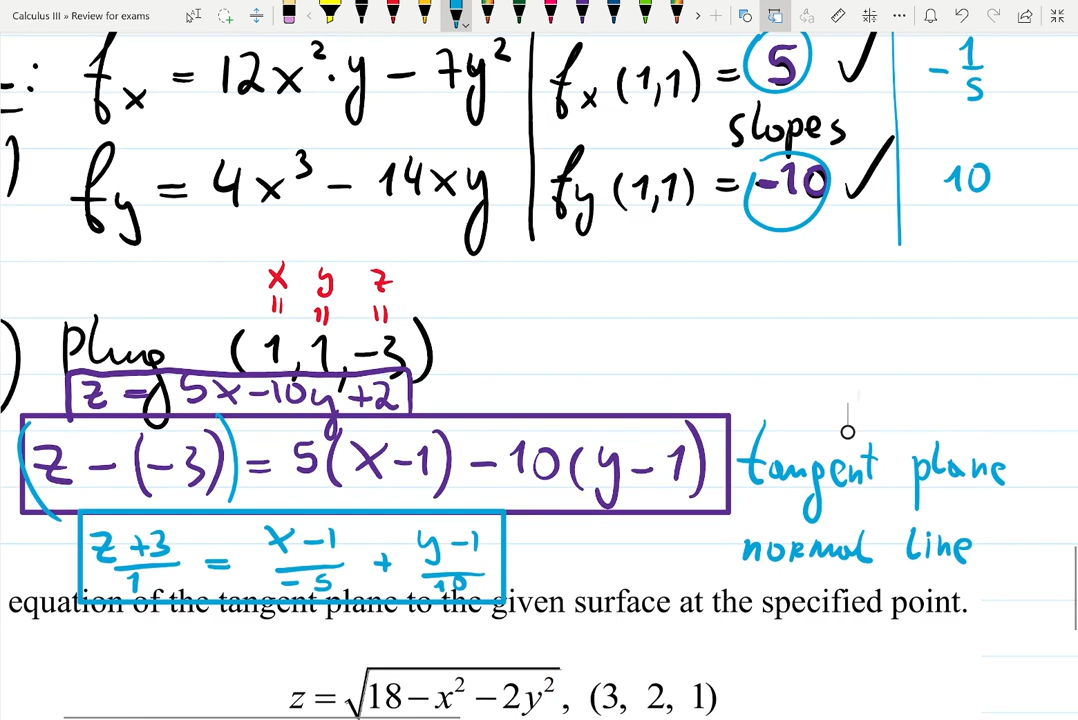 Calculus III » Review for exams
fx = 12x²·y − 7y² | fx (1,1) = 5 ✓ | −1/5
slopes
fy = 4x³ − 14xy | fy (1,1) = −10 ✓ | 10
x y z
= = =
Plug (1, 1, −3)
z = 5x−10y+2
(z − (−3)) = 5(x−1) − 10(y−1) tangent plane
(z+3)/1 = (x−1)/−5 + (y−1)/10 normal line
equation of the tangent plane to the given surface at the specified point.
z = √18 − x² − 2y², (3, 2, 1)